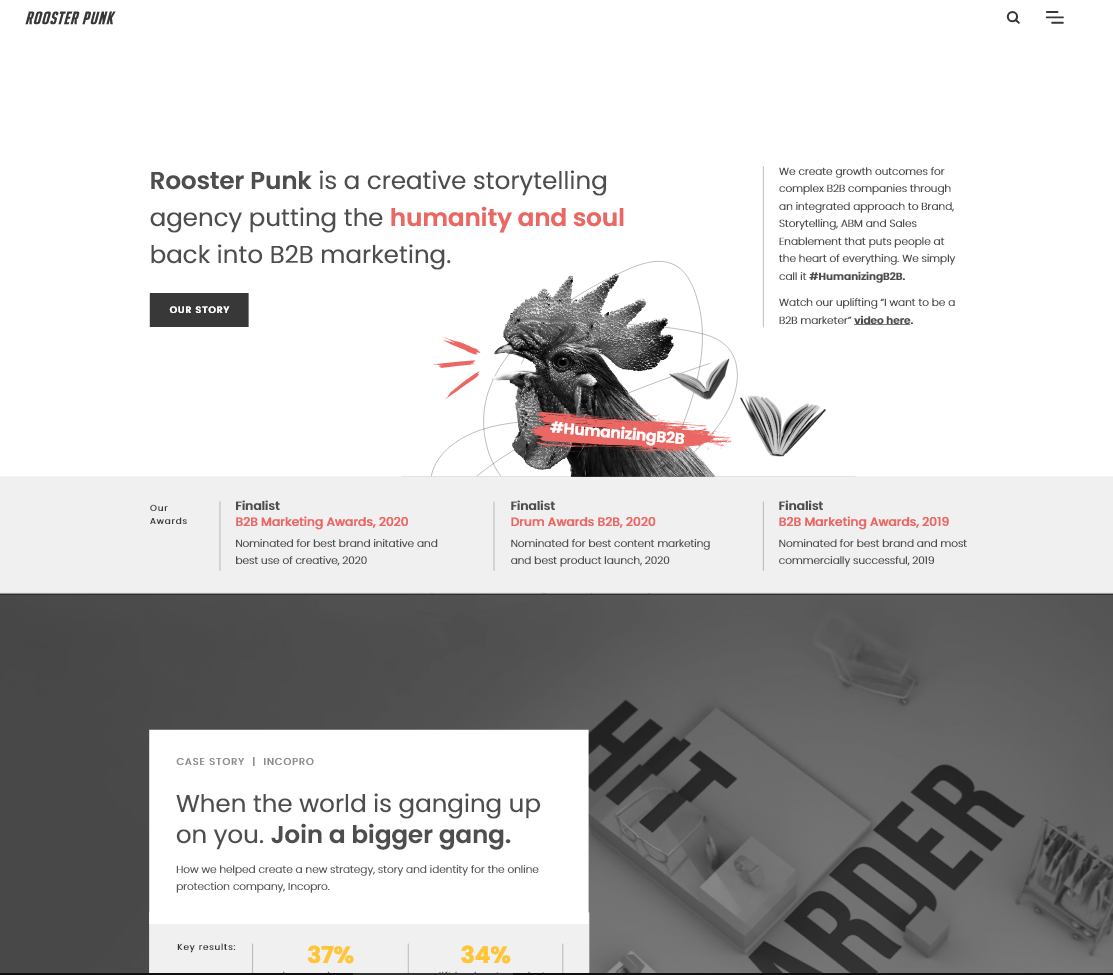 ROOSTER PUNK
Rooster Punk is a creative storytelling
agency putting the humanity and soul
back into B2B marketing.
OUR STORY
We create growth outcomes for
complex B2B companies through
an integrated approach to Brand,
Storytelling, ABM and Sales
Enablement that puts people at
the heart of everything. We simply
call it #HumanizingB2B.
Watch our uplifting “I want to be a
B2B marketer” video here.
#HumanizingB2B
Our
Awards
Finalist
B2B Marketing Awards, 2020
Nominated for best brand initative and
best use of creative, 2020
Finalist
Drum Awards B2B, 2020
Nominated for best content marketing
and best product launch, 2020
Finalist
B2B Marketing Awards, 2019
Nominated for best brand and most
commercially successful, 2019
CASE STORY | INCOPRO
When the world is ganging up
on you. Join a bigger gang.
How we helped create a new strategy, story and identity for the online
protection company, Incopro.
Key results:
37%
34%
HIT
ARDER